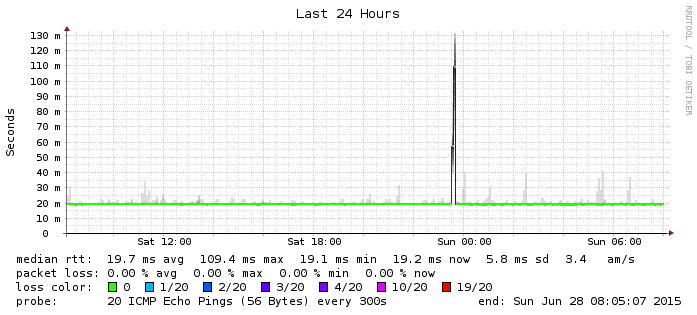 Last 24 Hours
RRDTOOL / TOBI OETIKER
Seconds
130 m
120 m
110 m
100 m
90 m
80 m
70 m
60 m
50 m
40 m
30 m
20 m
10 m
0
Sat 12:00 Sat 18:00 Sun 00:00 Sun 06:00
median rtt: 19.7 ms avg 109.4 ms max 19.1 ms min 19.2 ms now 5.8 ms sd 3.4 am/s
packet loss: 0.00 % avg 0.00 % max 0.00 % min 0.00 % now
loss color: 0 1/20 2/20 3/20 4/20 10/20 19/20
probe: 20 ICMP Echo Pings (56 Bytes) every 300s end: Sun Jun 28 08:05:07 2015